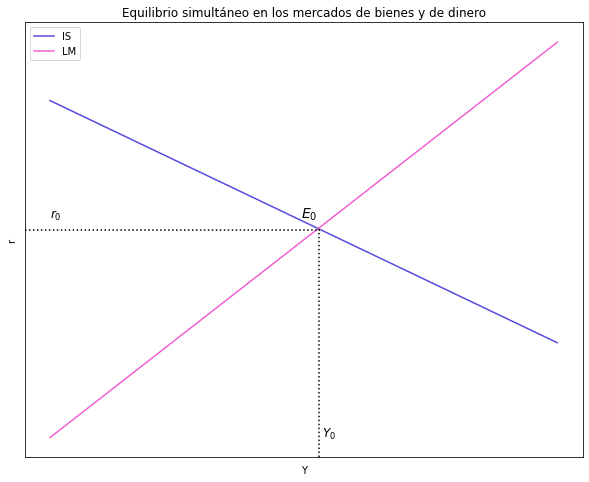 Equilibrio simultáneo en los mercados de bienes y de dinero
IS
LM
r₀
E₀
r
Y₀
Y